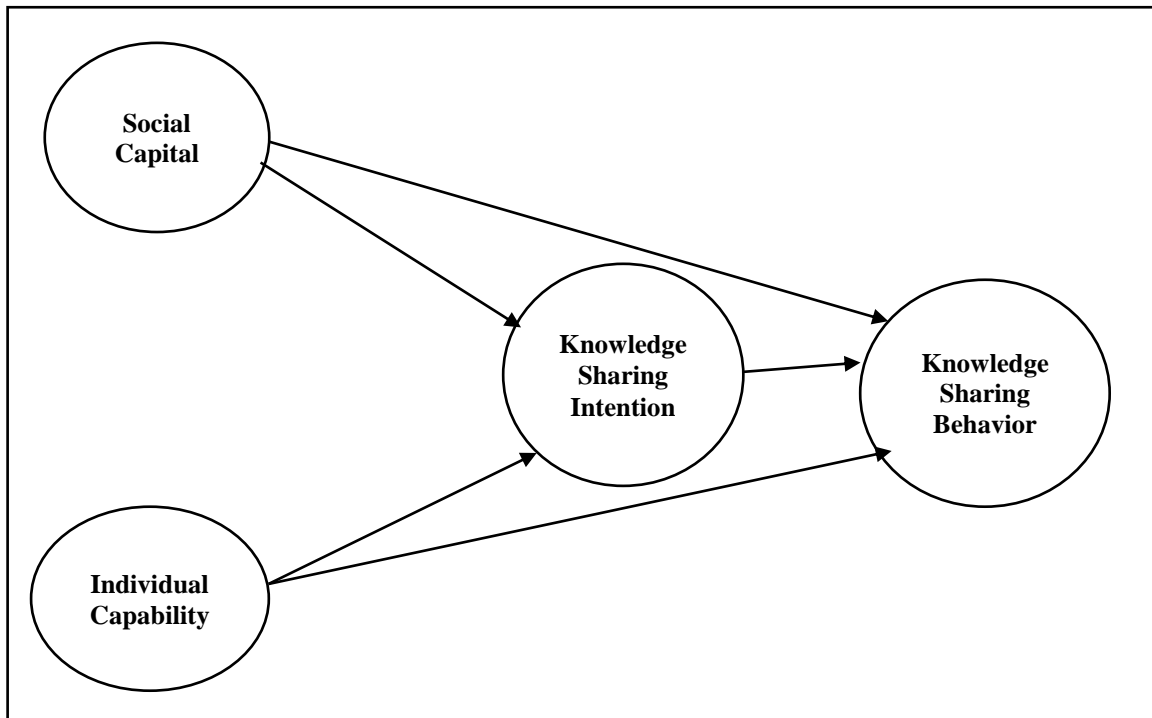 Social
Capital
Knowledge
Sharing
Intention
Knowledge
Sharing
Behavior
Individual
Capability